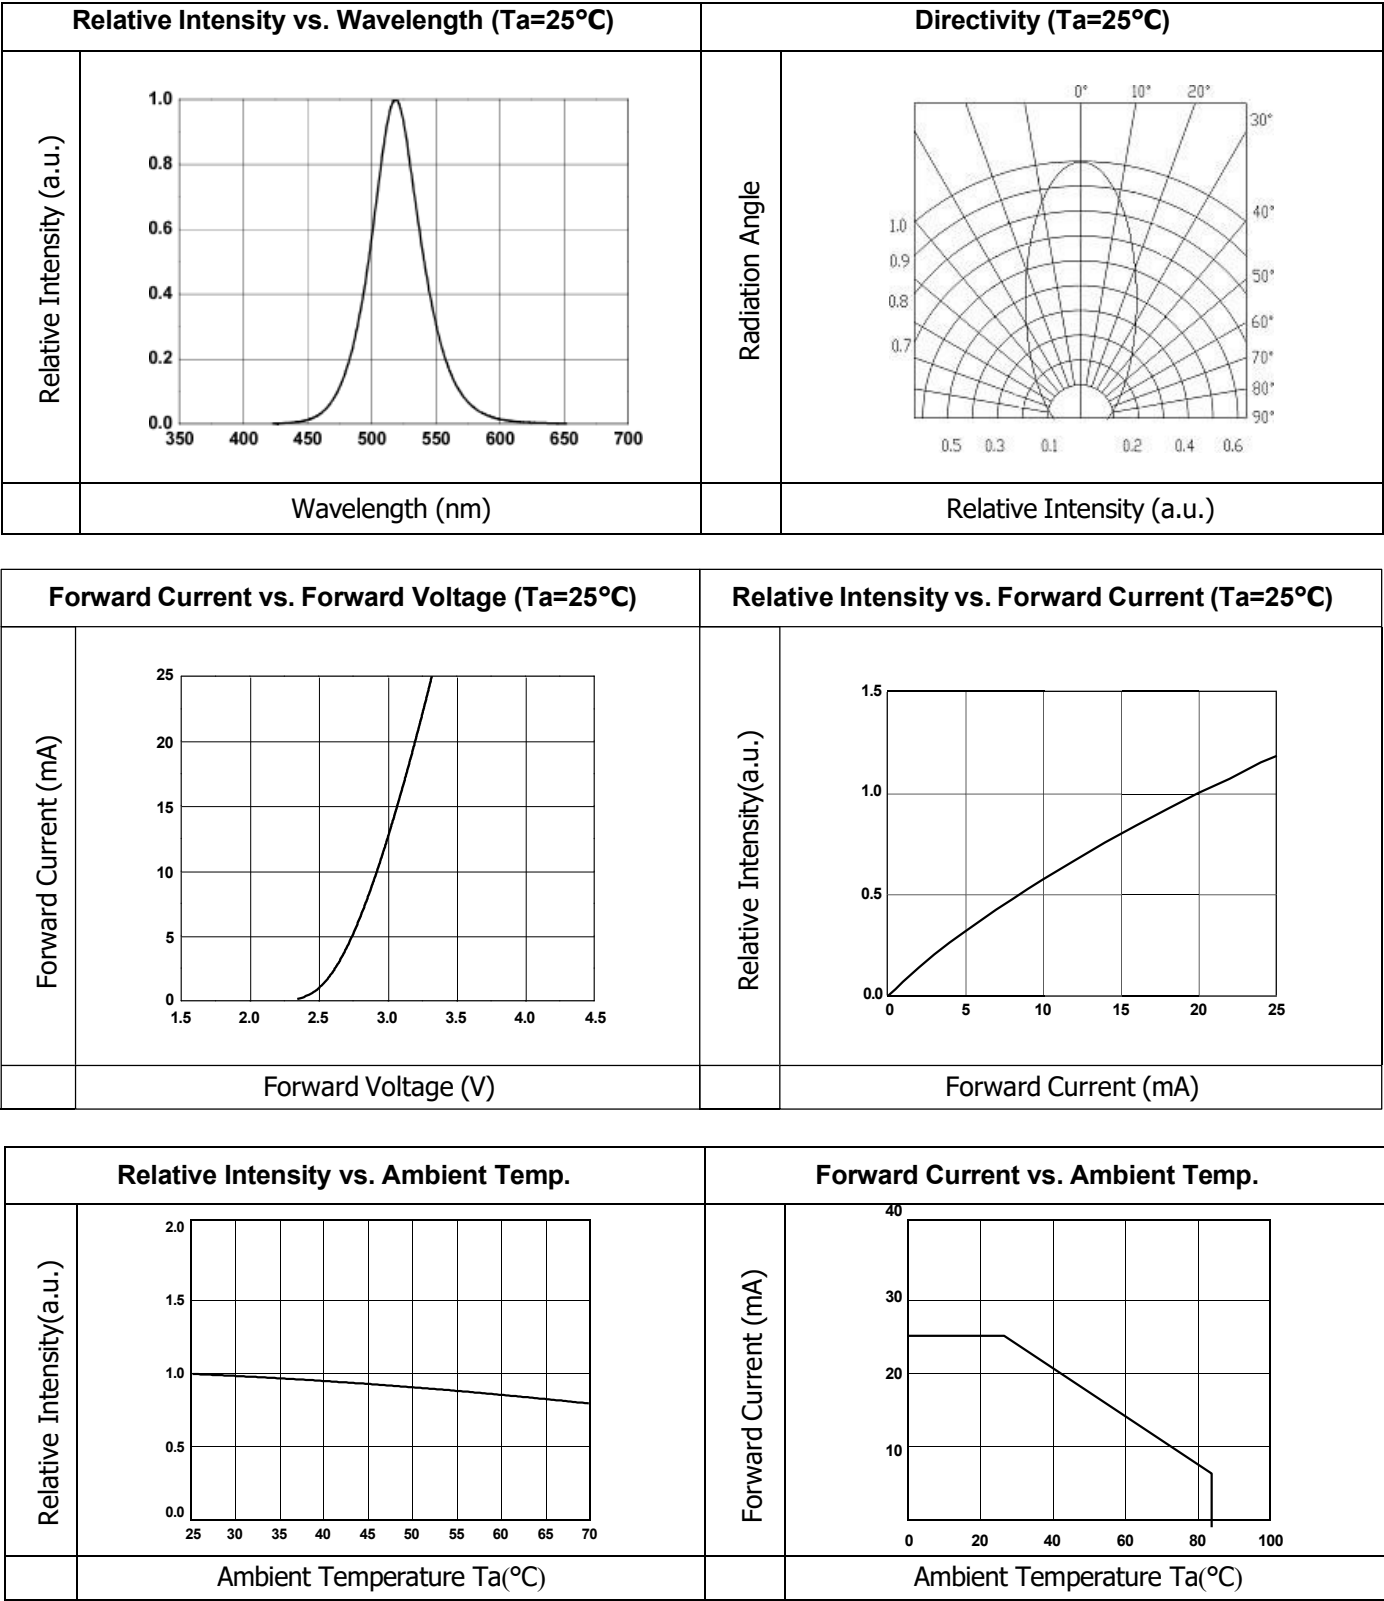 Relative Intensity vs. Wavelength (Ta=25℃)
Directivity (Ta=25℃)
Relative Intensity (a.u.)
1.0
0.8
0.6
0.4
0.2
0.0
350 400 450 500 550 600 650 700
Wavelength (nm)
Radiation Angle
0° 10° 20°
30°
40°
50°
60°
70°
80°
90°
1.0
0.9
0.8
0.7
0.5 0.3 0.1 0.2 0.4 0.6
Relative Intensity (a.u.)
Forward Current vs. Forward Voltage (Ta=25℃)
Relative Intensity vs. Forward Current (Ta=25℃)
Forward Current (mA)
25
20
15
10
5
0
1.5 2.0 2.5 3.0 3.5 4.0 4.5
Forward Voltage (V)
Relative Intensity(a.u.)
1.5
1.0
0.5
0.0
0 5 10 15 20 25
Forward Current (mA)
Relative Intensity vs. Ambient Temp.
Forward Current vs. Ambient Temp.
Relative Intensity(a.u.)
2.0
1.5
1.0
0.5
0.0
25 30 35 40 45 50 55 60 65 70
Ambient Temperature Ta(°C)
Forward Current (mA)
40
30
20
10
0 20 40 60 80 100
Ambient Temperature Ta(°C)